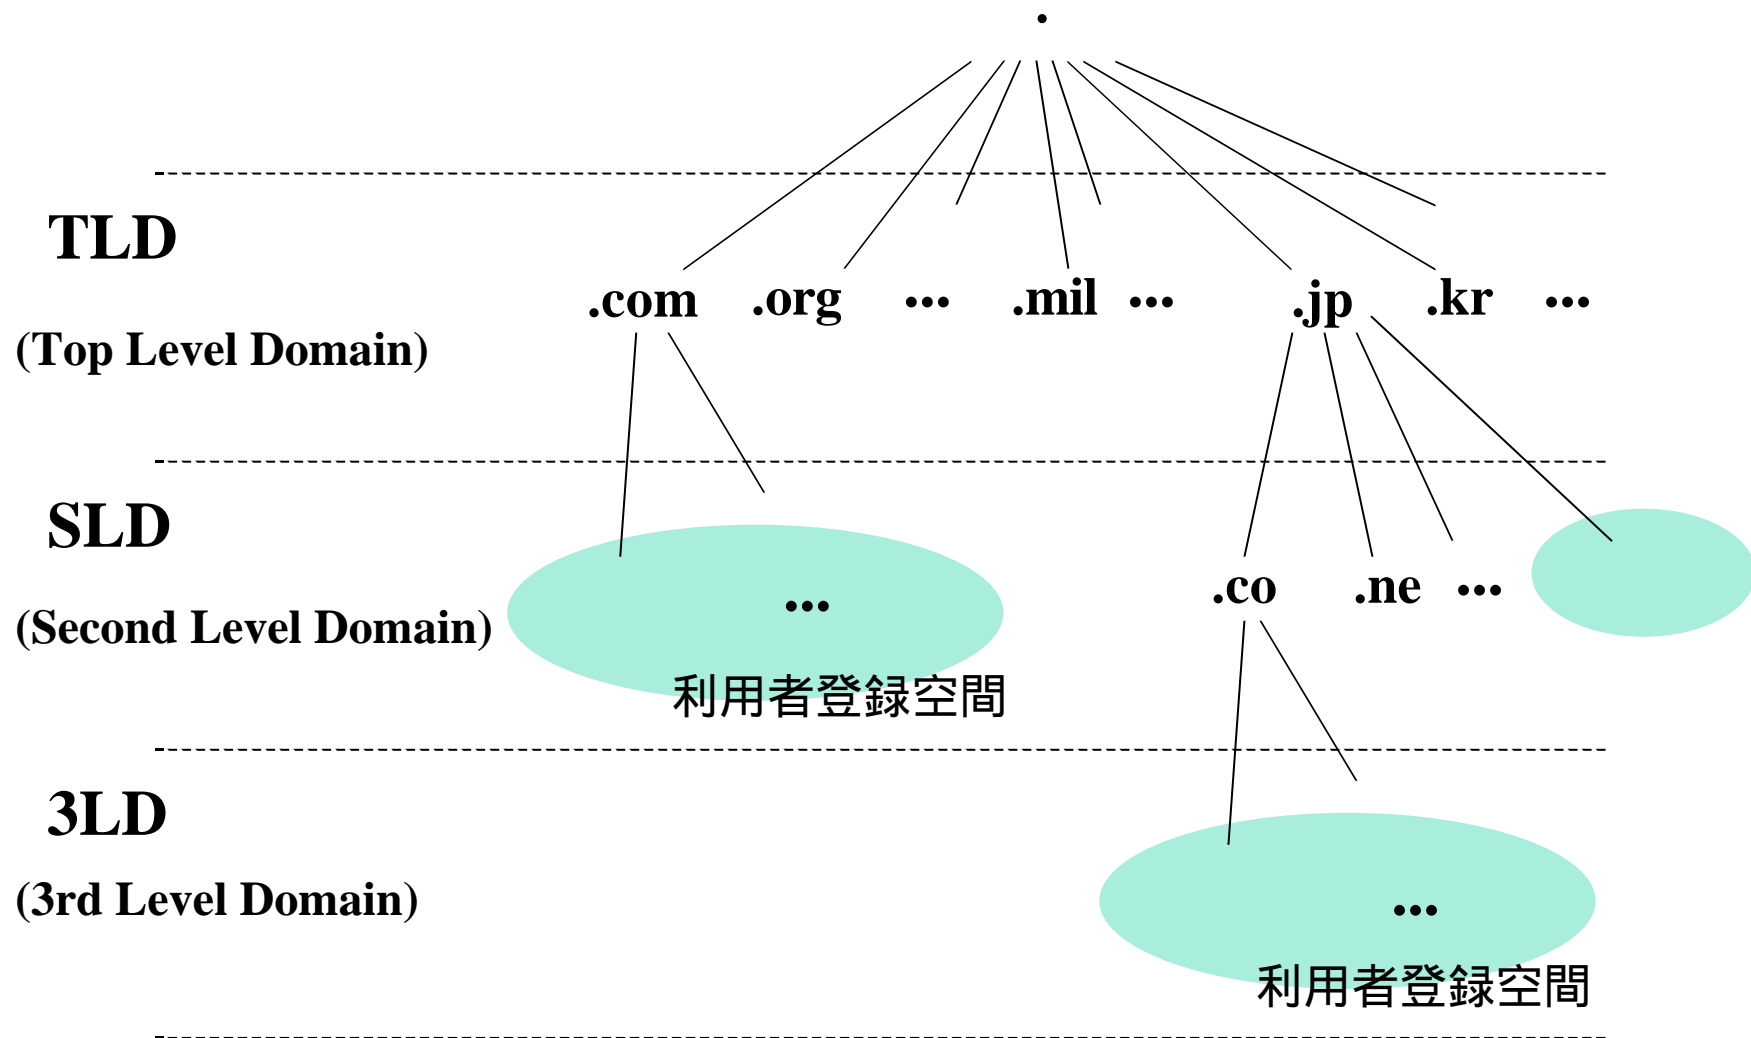 .
TLD
.com .org ... .mil ... .jp .kr ...
(Top Level Domain)
SLD
.co .ne ...
...
(Second Level Domain)
利用者登録空間
3LD
(3rd Level Domain)
...
利用者登録空間